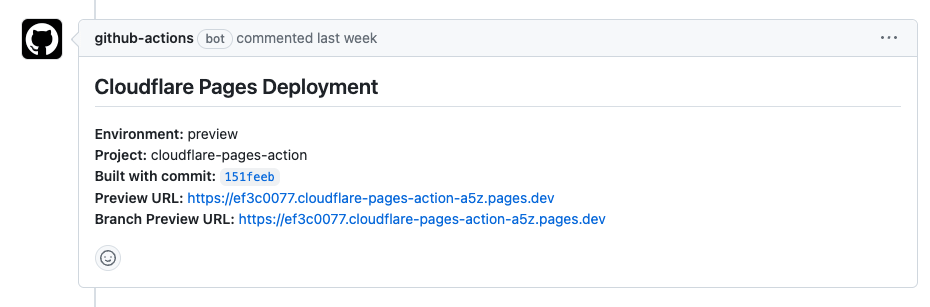 github-actions bot commented last week
Cloudflare Pages Deployment
Environment: preview
Project: cloudflare-pages-action
Built with commit: 151feeb
Preview URL: https://ef3c0077.cloudflare-pages-action-a5z.pages.dev
Branch Preview URL: https://ef3c0077.cloudflare-pages-action-a5z.pages.dev